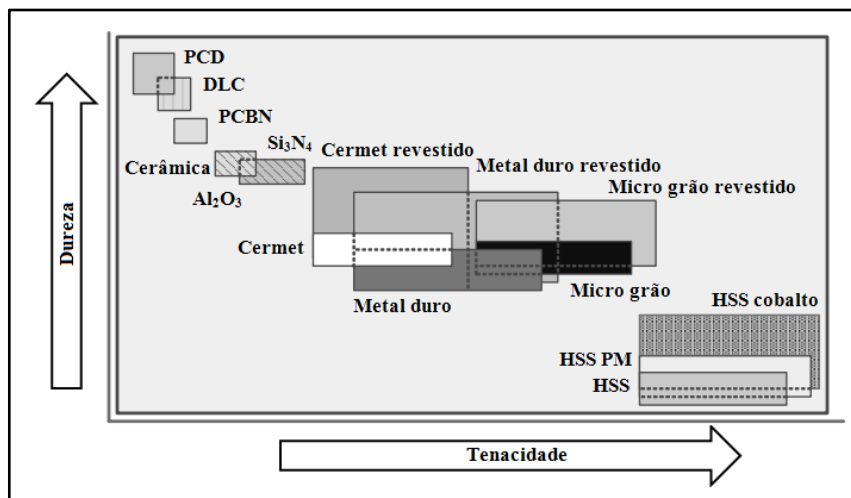 PCD
DLC
PCBN
Si₃N₄
Cerâmica
Al₂O₃
Cermet revestido
Metal duro revestido
Micro grão revestido
Cermet
Metal duro
Micro grão
HSS cobalto
HSS PM
HSS
Dureza
Tenacidade